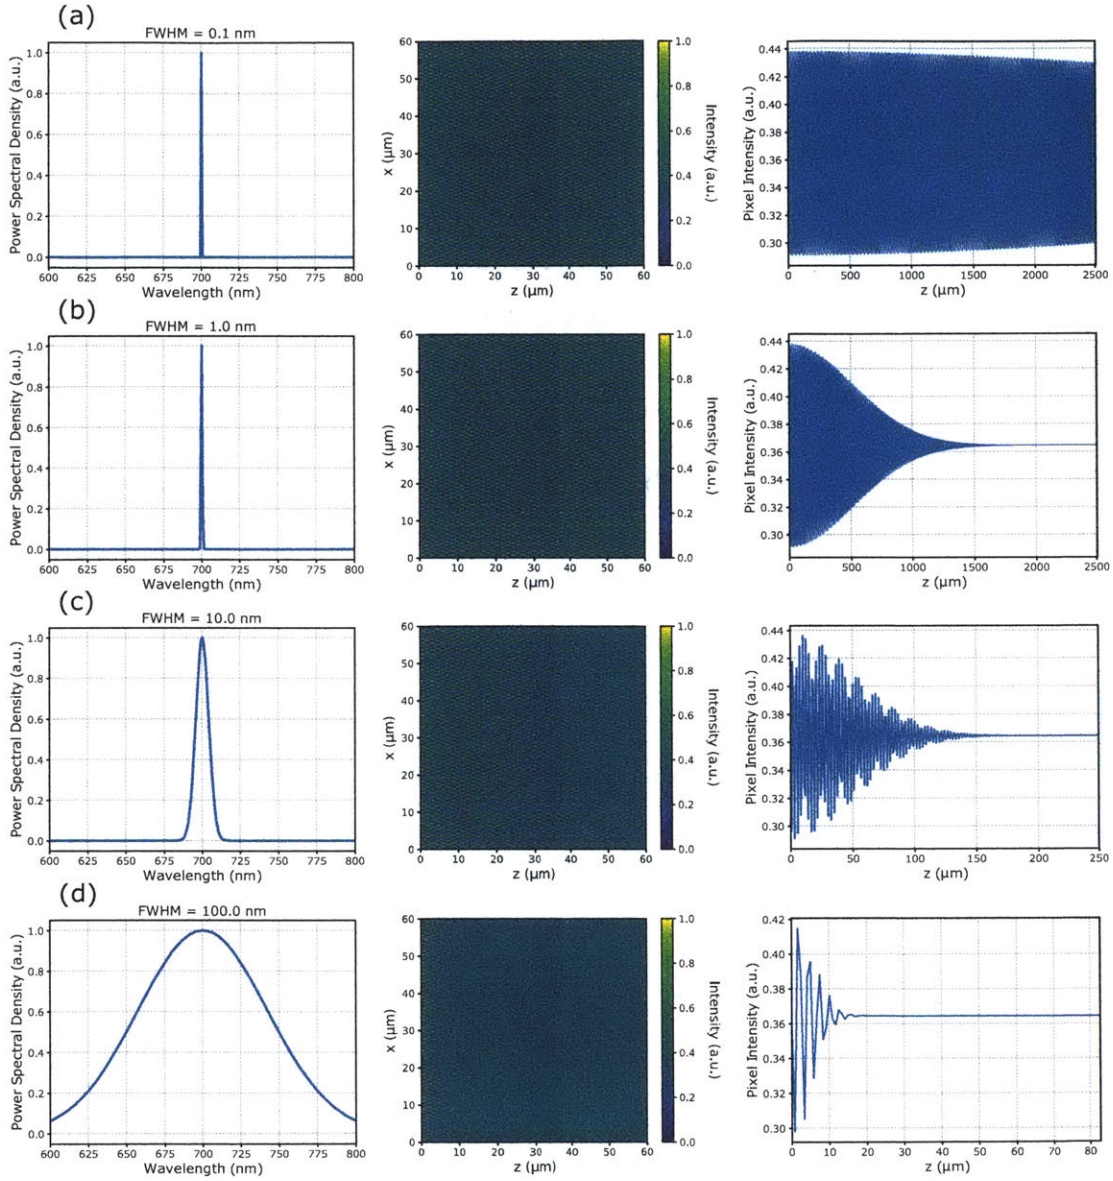 (a)
FWHM = 0.1 nm
Power Spectral Density (a.u.)
1.0
0.8
0.6
0.4
0.2
0.0
600 625 650 675 700 725 750 775 800
Wavelength (nm)
x (μm)
60
50
40
30
20
10
0
0 10 20 30 40 50 60
z (μm)
1.0
0.8
0.6
0.4
0.2
0.0
Intensity (a.u.)
Pixel Intensity (a.u.)
0.44
0.42
0.40
0.38
0.36
0.34
0.32
0.30
0 500 1000 1500 2000 2500
z (μm)
(b)
FWHM = 1.0 nm
Power Spectral Density (a.u.)
1.0
0.8
0.6
0.4
0.2
0.0
600 625 650 675 700 725 750 775 800
Wavelength (nm)
x (μm)
60
50
40
30
20
10
0
0 10 20 30 40 50 60
z (μm)
1.0
0.8
0.6
0.4
0.2
0.0
Intensity (a.u.)
Pixel Intensity (a.u.)
0.44
0.42
0.40
0.38
0.36
0.34
0.32
0.30
0 500 1000 1500 2000 2500
z (μm)
(c)
FWHM = 10.0 nm
Power Spectral Density (a.u.)
1.0
0.8
0.6
0.4
0.2
0.0
600 625 650 675 700 725 750 775 800
Wavelength (nm)
x (μm)
60
50
40
30
20
10
0
0 10 20 30 40 50 60
z (μm)
1.0
0.8
0.6
0.4
0.2
0.0
Intensity (a.u.)
Pixel Intensity (a.u.)
0.44
0.42
0.40
0.38
0.36
0.34
0.32
0.30
0 50 100 150 200 250
z (μm)
(d)
FWHM = 100.0 nm
Power Spectral Density (a.u.)
1.0
0.8
0.6
0.4
0.2
0.0
600 625 650 675 700 725 750 775 800
Wavelength (nm)
x (μm)
60
50
40
30
20
10
0
0 10 20 30 40 50 60
z (μm)
1.0
0.8
0.6
0.4
0.2
0.0
Intensity (a.u.)
Pixel Intensity (a.u.)
0.42
0.40
0.38
0.36
0.34
0.32
0.30
0 10 20 30 40 50 60 70 80
z (μm)